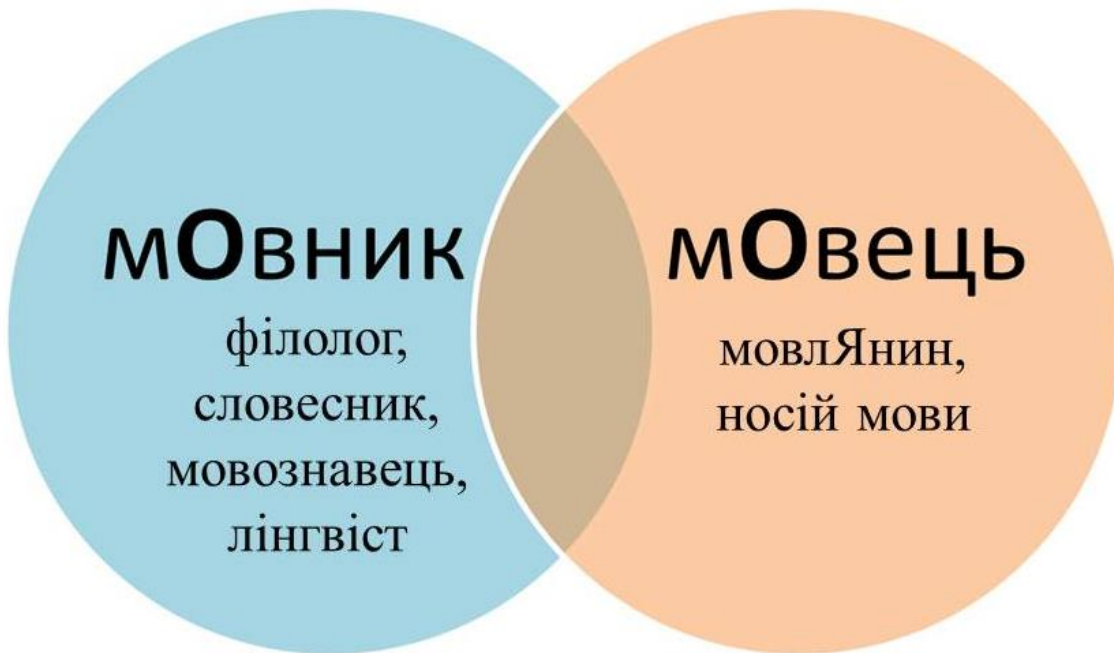 мОвник
філолог,
словесник,
мовознавець,
лінгвіст
мОвець
мовлЯнин,
носій мови